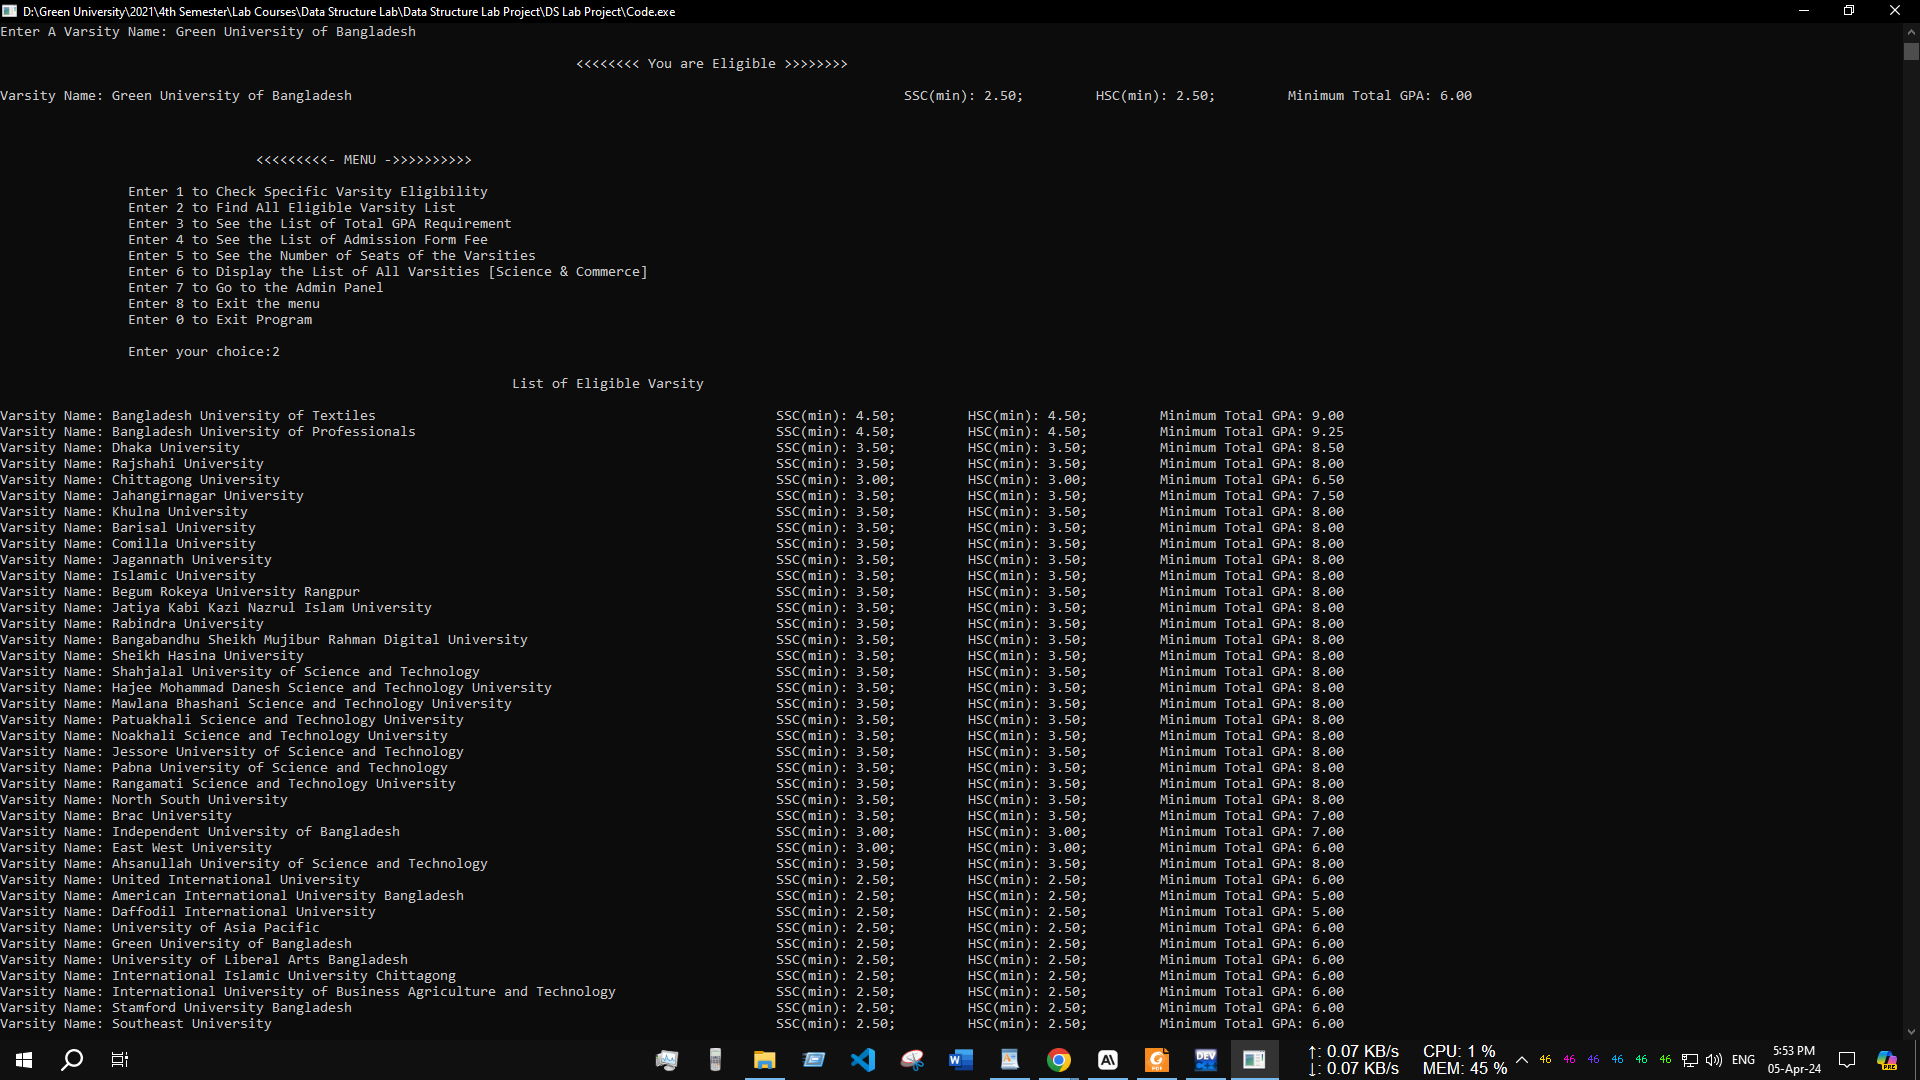 D:\Green University\2021\4th Semester\Lab Courses\Data Structure Lab\Data Structure Lab Project\DS Lab Project\Code.exe
Enter A Varsity Name: Green University of Bangladesh
<<<<<<<< You are Eligible >>>>>>>>
Varsity Name: Green University of Bangladesh SSC(min): 2.50; HSC(min): 2.50; Minimum Total GPA: 6.00
<<<<<<<<<- MENU ->>>>>>>>>>
Enter 1 to Check Specific Varsity Eligibility
Enter 2 to Find All Eligible Varsity List
Enter 3 to See the List of Total GPA Requirement
Enter 4 to See the List of Admission Form Fee
Enter 5 to See the Number of Seats of the Varsities
Enter 6 to Display the List of All Varsities [Science & Commerce]
Enter 7 to Go to the Admin Panel
Enter 8 to Exit the menu
Enter 0 to Exit Program
Enter your choice:2
List of Eligible Varsity
Varsity Name: Bangladesh University of Textiles SSC(min): 4.50; HSC(min): 4.50; Minimum Total GPA: 9.00
Varsity Name: Bangladesh University of Professionals SSC(min): 4.50; HSC(min): 4.50; Minimum Total GPA: 9.25
Varsity Name: Dhaka University SSC(min): 3.50; HSC(min): 3.50; Minimum Total GPA: 8.50
Varsity Name: Rajshahi University SSC(min): 3.50; HSC(min): 3.50; Minimum Total GPA: 8.00
Varsity Name: Chittagong University SSC(min): 3.00; HSC(min): 3.00; Minimum Total GPA: 6.50
Varsity Name: Jahangirnagar University SSC(min): 3.50; HSC(min): 3.50; Minimum Total GPA: 7.50
Varsity Name: Khulna University SSC(min): 3.50; HSC(min): 3.50; Minimum Total GPA: 8.00
Varsity Name: Barisal University SSC(min): 3.50; HSC(min): 3.50; Minimum Total GPA: 8.00
Varsity Name: Comilla University SSC(min): 3.50; HSC(min): 3.50; Minimum Total GPA: 8.00
Varsity Name: Jagannath University SSC(min): 3.50; HSC(min): 3.50; Minimum Total GPA: 8.00
Varsity Name: Islamic University SSC(min): 3.50; HSC(min): 3.50; Minimum Total GPA: 8.00
Varsity Name: Begum Rokeya University Rangpur SSC(min): 3.50; HSC(min): 3.50; Minimum Total GPA: 8.00
Varsity Name: Jatiya Kabi Kazi Nazrul Islam University SSC(min): 3.50; HSC(min): 3.50; Minimum Total GPA: 8.00
Varsity Name: Rabindra University SSC(min): 3.50; HSC(min): 3.50; Minimum Total GPA: 8.00
Varsity Name: Bangabandhu Sheikh Mujibur Rahman Digital University SSC(min): 3.50; HSC(min): 3.50; Minimum Total GPA: 8.00
Varsity Name: Sheikh Hasina University SSC(min): 3.50; HSC(min): 3.50; Minimum Total GPA: 8.00
Varsity Name: Shahjalal University of Science and Technology SSC(min): 3.50; HSC(min): 3.50; Minimum Total GPA: 8.00
Varsity Name: Hajee Mohammad Danesh Science and Technology University SSC(min): 3.50; HSC(min): 3.50; Minimum Total GPA: 8.00
Varsity Name: Mawlana Bhashani Science and Technology University SSC(min): 3.50; HSC(min): 3.50; Minimum Total GPA: 8.00
Varsity Name: Patuakhali Science and Technology University SSC(min): 3.50; HSC(min): 3.50; Minimum Total GPA: 8.00
Varsity Name: Noakhali Science and Technology University SSC(min): 3.50; HSC(min): 3.50; Minimum Total GPA: 8.00
Varsity Name: Jessore University of Science and Technology SSC(min): 3.50; HSC(min): 3.50; Minimum Total GPA: 8.00
Varsity Name: Pabna University of Science and Technology SSC(min): 3.50; HSC(min): 3.50; Minimum Total GPA: 8.00
Varsity Name: Rangamati Science and Technology University SSC(min): 3.50; HSC(min): 3.50; Minimum Total GPA: 8.00
Varsity Name: North South University SSC(min): 3.50; HSC(min): 3.50; Minimum Total GPA: 8.00
Varsity Name: Brac University SSC(min): 3.50; HSC(min): 3.50; Minimum Total GPA: 7.00
Varsity Name: Independent University of Bangladesh SSC(min): 3.00; HSC(min): 3.00; Minimum Total GPA: 7.00
Varsity Name: East West University SSC(min): 3.00; HSC(min): 3.00; Minimum Total GPA: 6.00
Varsity Name: Ahsanullah University of Science and Technology SSC(min): 3.50; HSC(min): 3.50; Minimum Total GPA: 8.00
Varsity Name: United International University SSC(min): 2.50; HSC(min): 2.50; Minimum Total GPA: 6.00
Varsity Name: American International University Bangladesh SSC(min): 2.50; HSC(min): 2.50; Minimum Total GPA: 5.00
Varsity Name: Daffodil International University SSC(min): 2.50; HSC(min): 2.50; Minimum Total GPA: 5.00
Varsity Name: University of Asia Pacific SSC(min): 2.50; HSC(min): 2.50; Minimum Total GPA: 6.00
Varsity Name: Green University of Bangladesh SSC(min): 2.50; HSC(min): 2.50; Minimum Total GPA: 6.00
Varsity Name: University of Liberal Arts Bangladesh SSC(min): 2.50; HSC(min): 2.50; Minimum Total GPA: 6.00
Varsity Name: International Islamic University Chittagong SSC(min): 2.50; HSC(min): 2.50; Minimum Total GPA: 6.00
Varsity Name: International University of Business Agriculture and Technology SSC(min): 2.50; HSC(min): 2.50; Minimum Total GPA: 6.00
Varsity Name: Stamford University Bangladesh SSC(min): 2.50; HSC(min): 2.50; Minimum Total GPA: 6.00
Varsity Name: Southeast University SSC(min): 2.50; HSC(min): 2.50; Minimum Total GPA: 6.00
↑: 0.07 KB/s CPU: 1 % 46 46 46 46 46 46 ENG 5:53 PM
↓: 0.07 KB/s MEM: 45 % 05-Apr-24